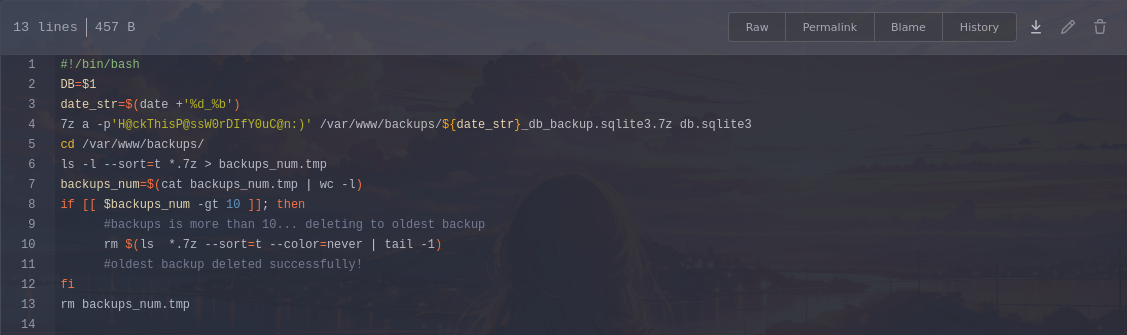 13 lines 457 B Raw Permalink Blame History
1 #!/bin/bash
2 DB=$1
3 date_str=$(date +'%d_%b')
4 7z a -p'H@ckThisP@ssW0rDIfY0uC@n:)' /var/www/backups/${date_str}_db_backup.sqlite3.7z db.sqlite3
5 cd /var/www/backups/
6 ls -l --sort=t *.7z > backups_num.tmp
7 backups_num=$(cat backups_num.tmp | wc -l)
8 if [[ $backups_num -gt 10 ]]; then
9 #backups is more than 10... deleting to oldest backup
10 rm $(ls  *.7z --sort=t --color=never | tail -1)
11 #oldest backup deleted successfully!
12 fi
13 rm backups_num.tmp
14